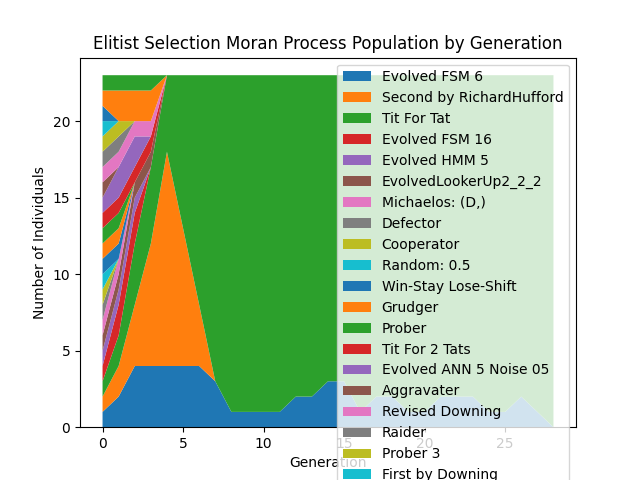 Elitist Selection Moran Process Population by Generation
Number of Individuals
0
5
10
15
20
0
5
10
15
20
25
Generation
Evolved FSM 6
Second by RichardHufford
Tit For Tat
Evolved FSM 16
Evolved HMM 5
EvolvedLookerUp2_2_2
Michaelos: (D,)
Defector
Cooperator
Random: 0.5
Win-Stay Lose-Shift
Grudger
Prober
Tit For 2 Tats
Evolved ANN 5 Noise 05
Aggravater
Revised Downing
Raider
Prober 3
First by Downing